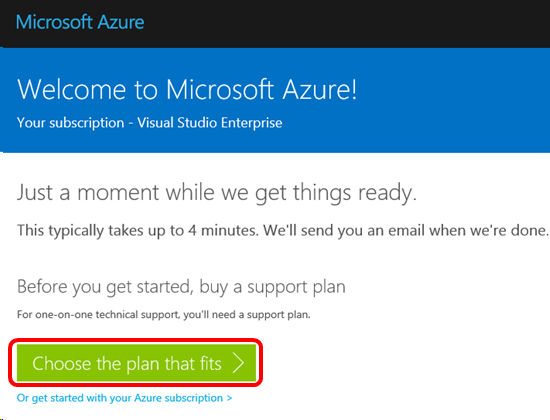 Microsoft Azure
Welcome to Microsoft Azure!
Your subscription - Visual Studio Enterprise
Just a moment while we get things ready.
This typically takes up to 4 minutes. We'll send you an email when we're done.
Before you get started, buy a support plan
For one-on-one technical support, you'll need a support plan.
Choose the plan that fits >
Or get started with your Azure subscription >